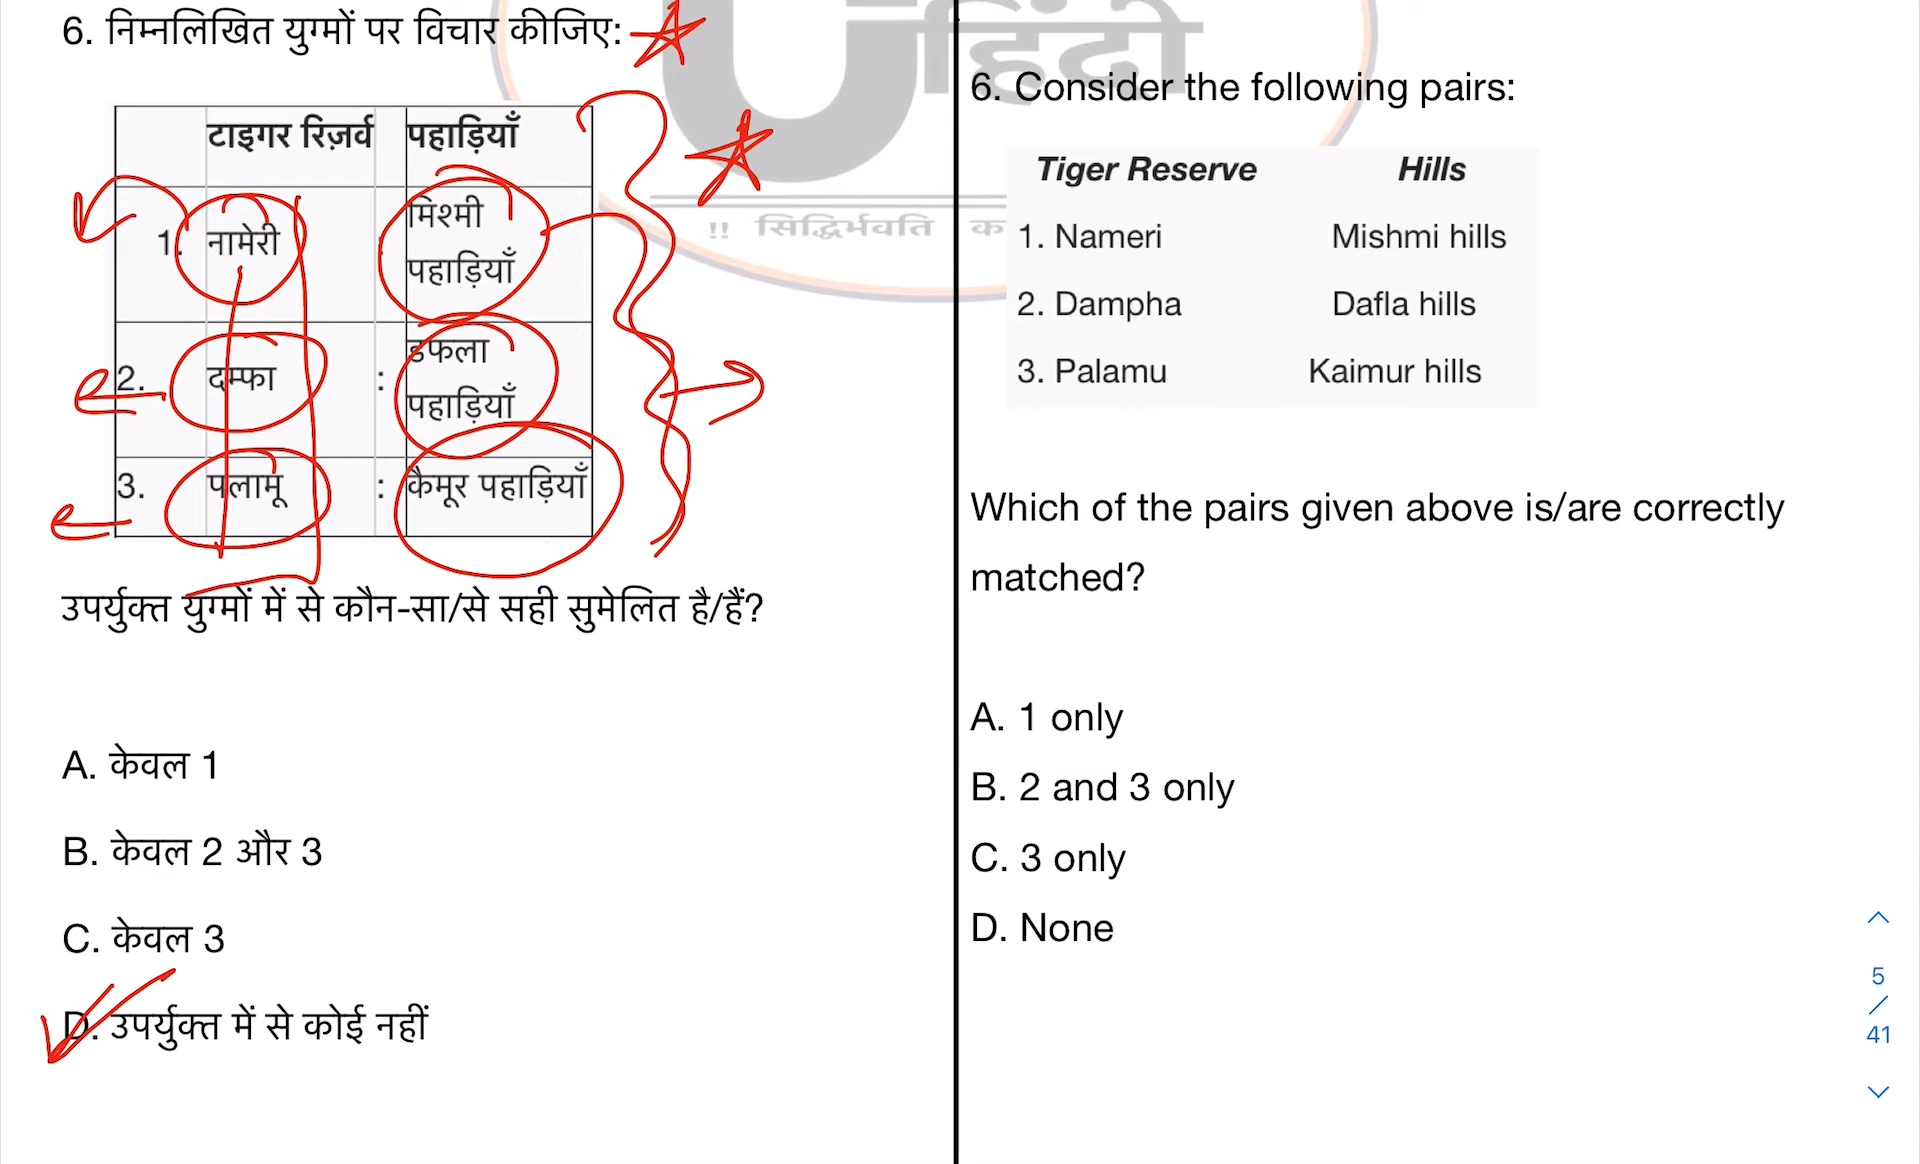 6. निम्नलिखित युग्मों पर विचार कीजिए:
टाइगर रिज़र्व पहाड़ियाँ
1. नामेरी : मिश्मी
पहाड़ियाँ
2. दम्फा : डफला
पहाड़ियाँ
3. पलामू : कैमूर पहाड़ियाँ
उपर्युक्त युग्मों में से कौन-सा/से सही सुमेलित है/हैं?
A. केवल 1
B. केवल 2 और 3
C. केवल 3
D. उपर्युक्त में से कोई नहीं
हिंदी
!! सिद्धिर्भवति क
6. Consider the following pairs:
Tiger Reserve Hills
1. Nameri Mishmi hills
2. Dampha Dafla hills
3. Palamu Kaimur hills
Which of the pairs given above is/are correctly
matched?
A. 1 only
B. 2 and 3 only
C. 3 only
D. None
5
/
41